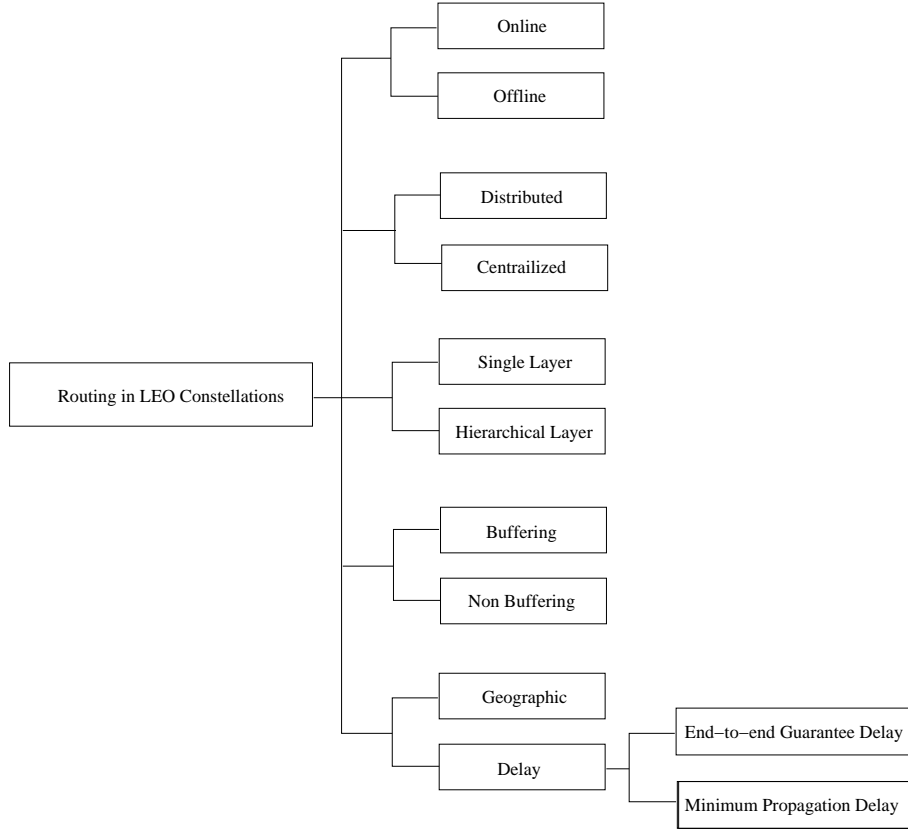 Online
Offline
Distributed
Centrailized
Single Layer
Routing in LEO Constellations
Hierarchical Layer
Buffering
Non Buffering
Geographic
End−to−end Guarantee Delay
Delay
Minimum Propagation Delay